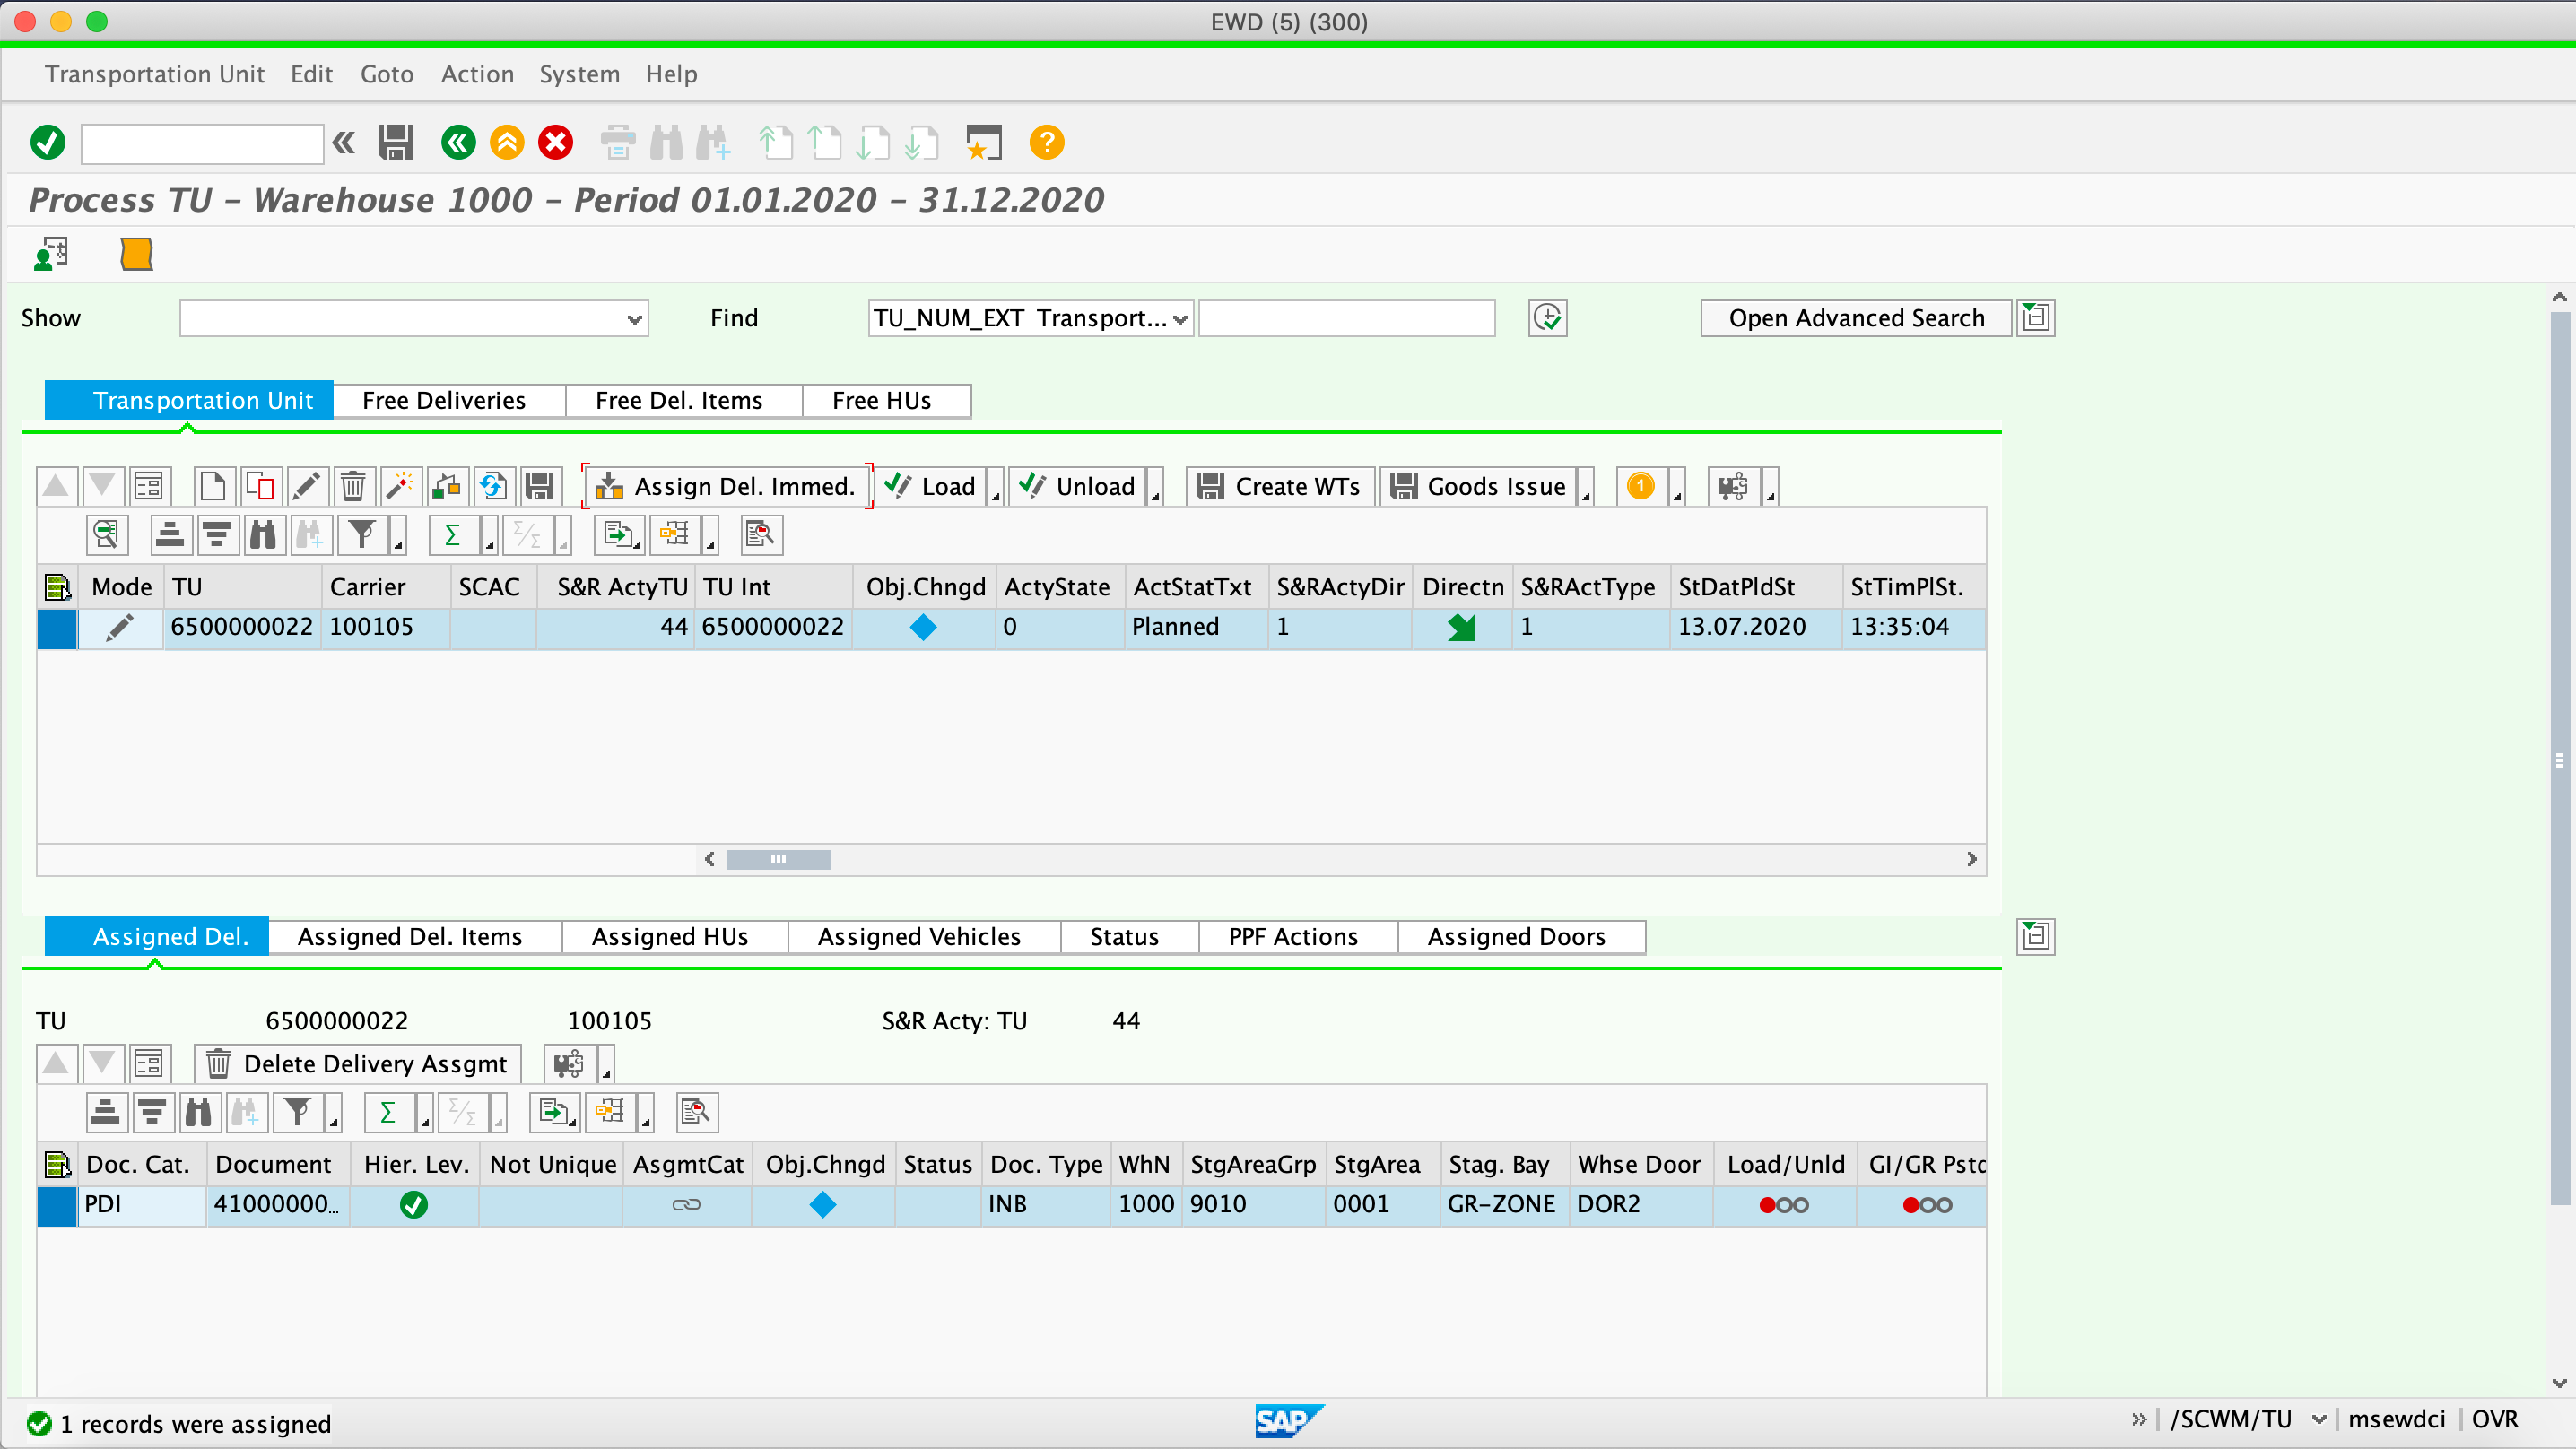 EWD (5) (300)
Transportation Unit Edit Goto Action System Help
Process TU – Warehouse 1000 – Period 01.01.2020 – 31.12.2020
Show Find TU_NUM_EXT Transport... Open Advanced Search
Transportation Unit Free Deliveries Free Del. Items Free HUs
Assign Del. Immed. Load Unload Create WTs Goods Issue 1
Mode TU Carrier SCAC S&R ActyTU TU Int Obj.Chngd ActyState ActStatTxt S&RActyDir Directn S&RActType StDatPldSt StTimPlSt.
6500000022 100105 44 6500000022 0 Planned 1 1 13.07.2020 13:35:04
Assigned Del. Assigned Del. Items Assigned HUs Assigned Vehicles Status PPF Actions Assigned Doors
TU 6500000022 100105 S&R Acty: TU 44
Delete Delivery Assgmt
Doc. Cat. Document Hier. Lev. Not Unique AsgmtCat Obj.Chngd Status Doc. Type WhN StgAreaGrp StgArea Stag. Bay Whse Door Load/Unld GI/GR Pstd
PDI 41000000... INB 1000 9010 0001 GR-ZONE DOR2
1 records were assigned SAP /SCWM/TU msewdci OVR